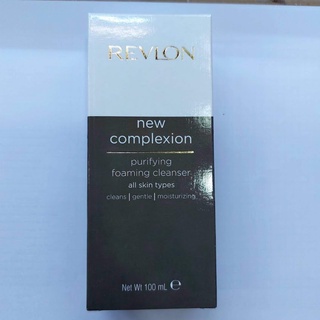 REVLON
new
complexion
purifying
foaming cleanser
all skin types
cleans | gentle | moisturizing
Net Wt 100 mL ℮